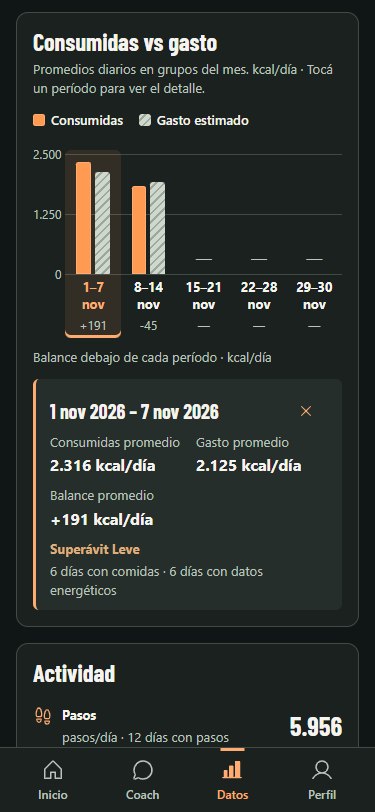 Consumidas vs gasto
Promedios diarios en grupos del mes. kcal/día · Tocá
un período para ver el detalle.
Consumidas Gasto estimado
2.500
1.250
0
1–7 8–14 15–21 22–28 29–30
nov nov nov nov nov
+191 -45 — — —
Balance debajo de cada período · kcal/día
1 nov 2026 – 7 nov 2026
Consumidas promedio Gasto promedio
2.316 kcal/día 2.125 kcal/día
Balance promedio
+191 kcal/día
Superávit Leve
6 días con comidas · 6 días con datos
energéticos
Actividad
Pasos
pasos/día · 12 días con pasos
5.956
Inicio Coach Datos Perfil